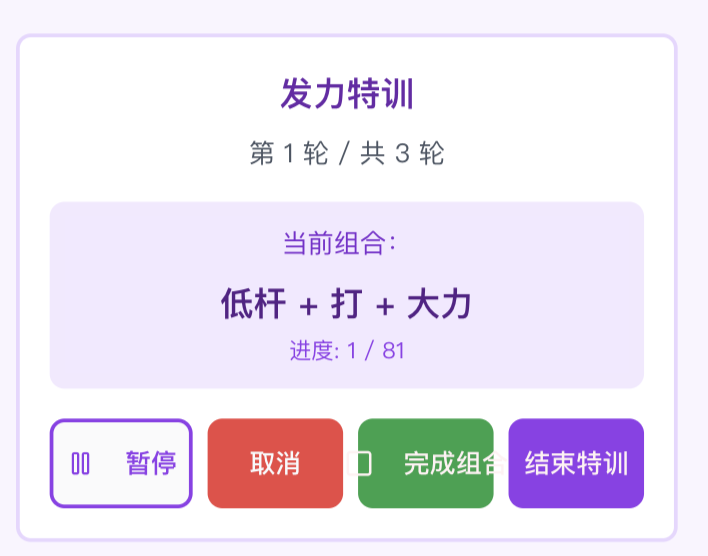 发力特训
第 1 轮 / 共 3 轮
当前组合：
低杆 + 打 + 大力
进度: 1 / 81
暂停 取消 完成组合 结束特训